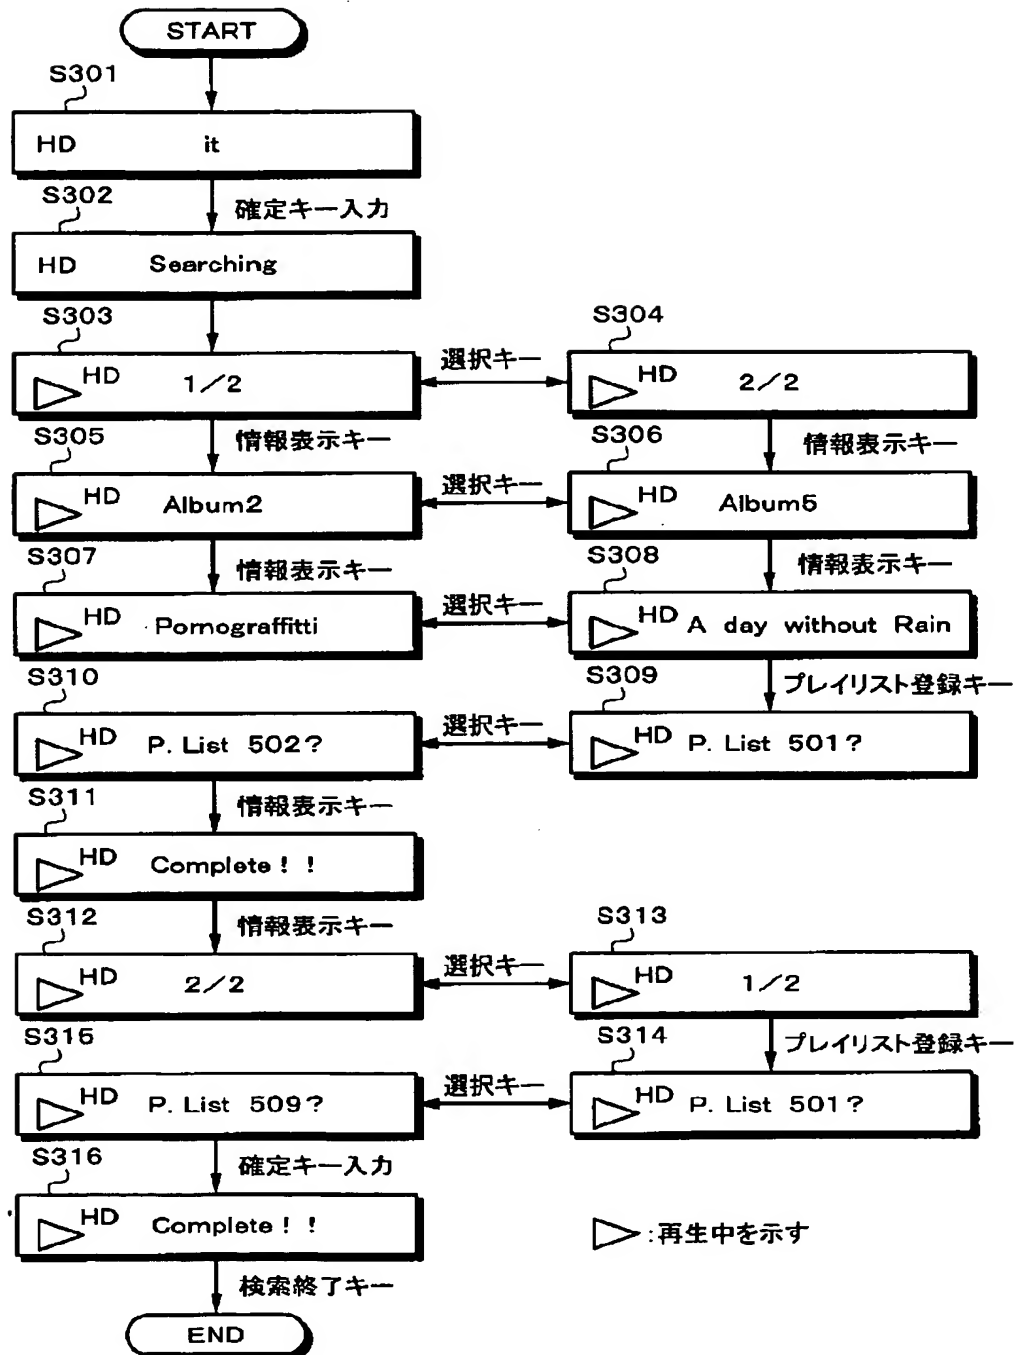 START
S301
HD it
S302
確定キー入力
HD Searching
S303
S304
HD 1/2
選択キー
HD 2/2
S305
情報表示キー
S306
情報表示キー
HD Album2
選択キー
HD Album5
S307
情報表示キー
S308
情報表示キー
HD Pornograffitti
選択キー
HD A day without Rain
S310
S309
プレイリスト登録キー
HD P. List 502?
選択キー
HD P. List 501?
S311
情報表示キー
HD Complete!!
S312
情報表示キー
S313
HD 2/2
選択キー
HD 1/2
S315
S314
プレイリスト登録キー
HD P. List 509?
選択キー
HD P. List 501?
S316
確定キー入力
HD Complete!!
:再生中を示す
検索終了キー
END